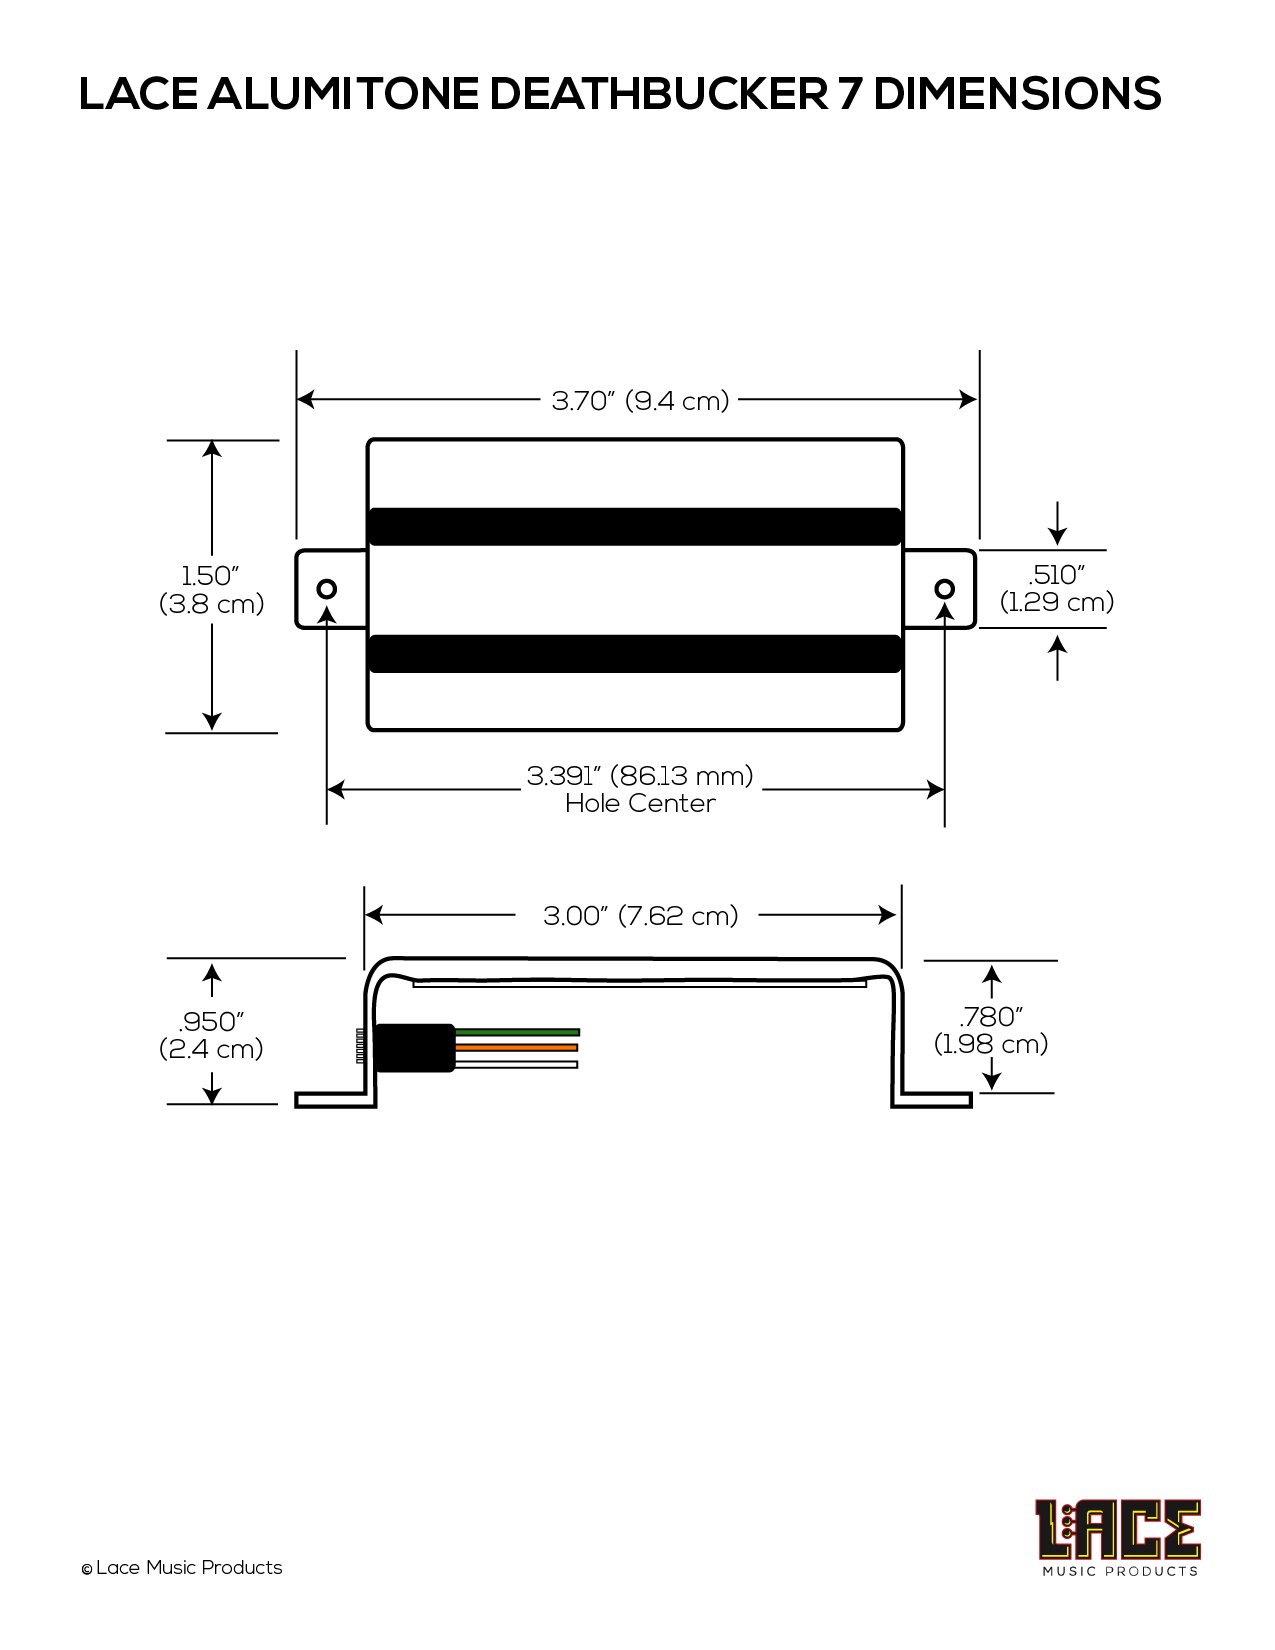 LACE ALUMITONE DEATHBUCKER 7 DIMENSIONS
3.70” (9.4 cm)
1.50”
(3.8 cm)
.510”
(1.29 cm)
3.391” (86.13 mm)
Hole Center
3.00” (7.62 cm)
.950”
(2.4 cm)
.780”
(1.98 cm)
© Lace Music Products
LACE
MUSIC PRODUCTS